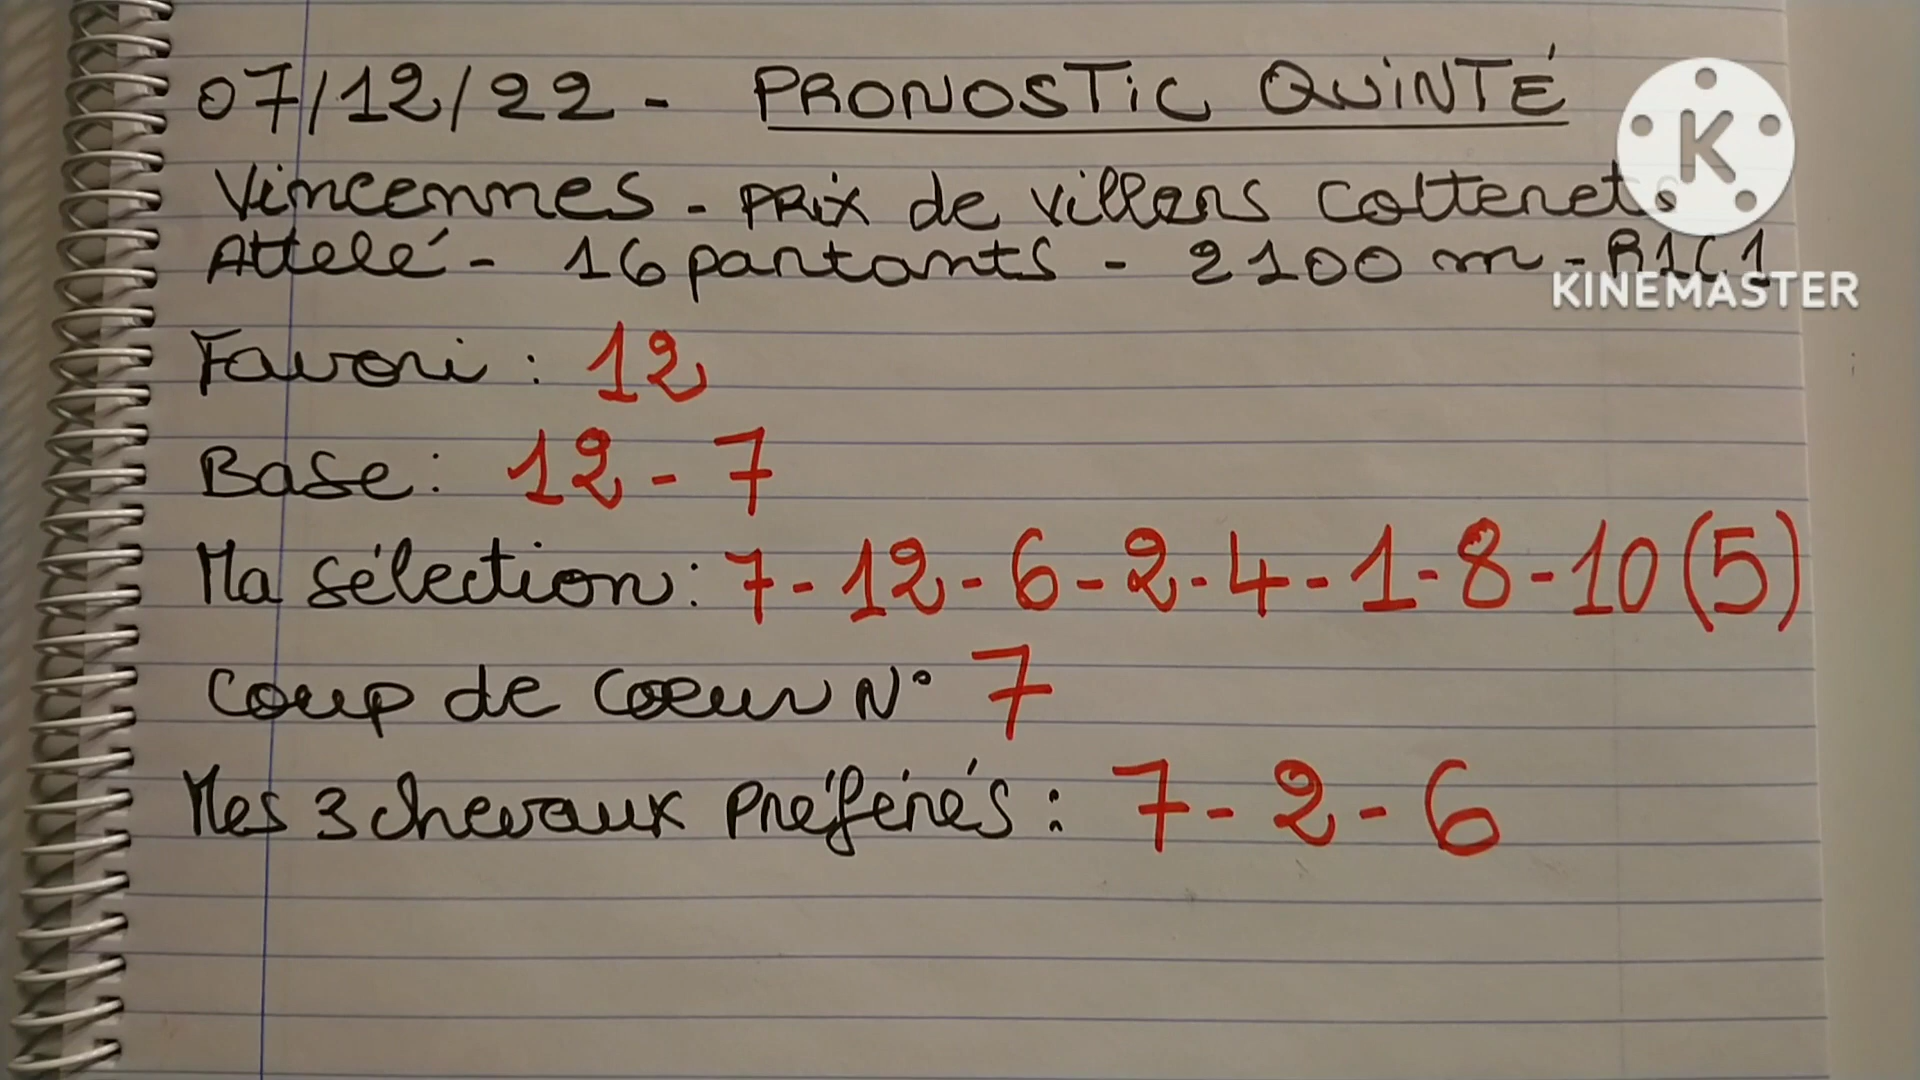 07/12/22 - PRONOSTIC QUINTÉ
Vincennes - PRix de villers cotterets
Attelé - 16 partants - 2100 m - R1C1
KINEMASTER
Favori : 12
Base : 12 - 7
Ma sélection : 7 - 12 - 6 - 2 - 4 - 1 - 8 - 10 (5)
Coup de coeur N° 7
Mes 3 chevaux préférés : 7 - 2 - 6